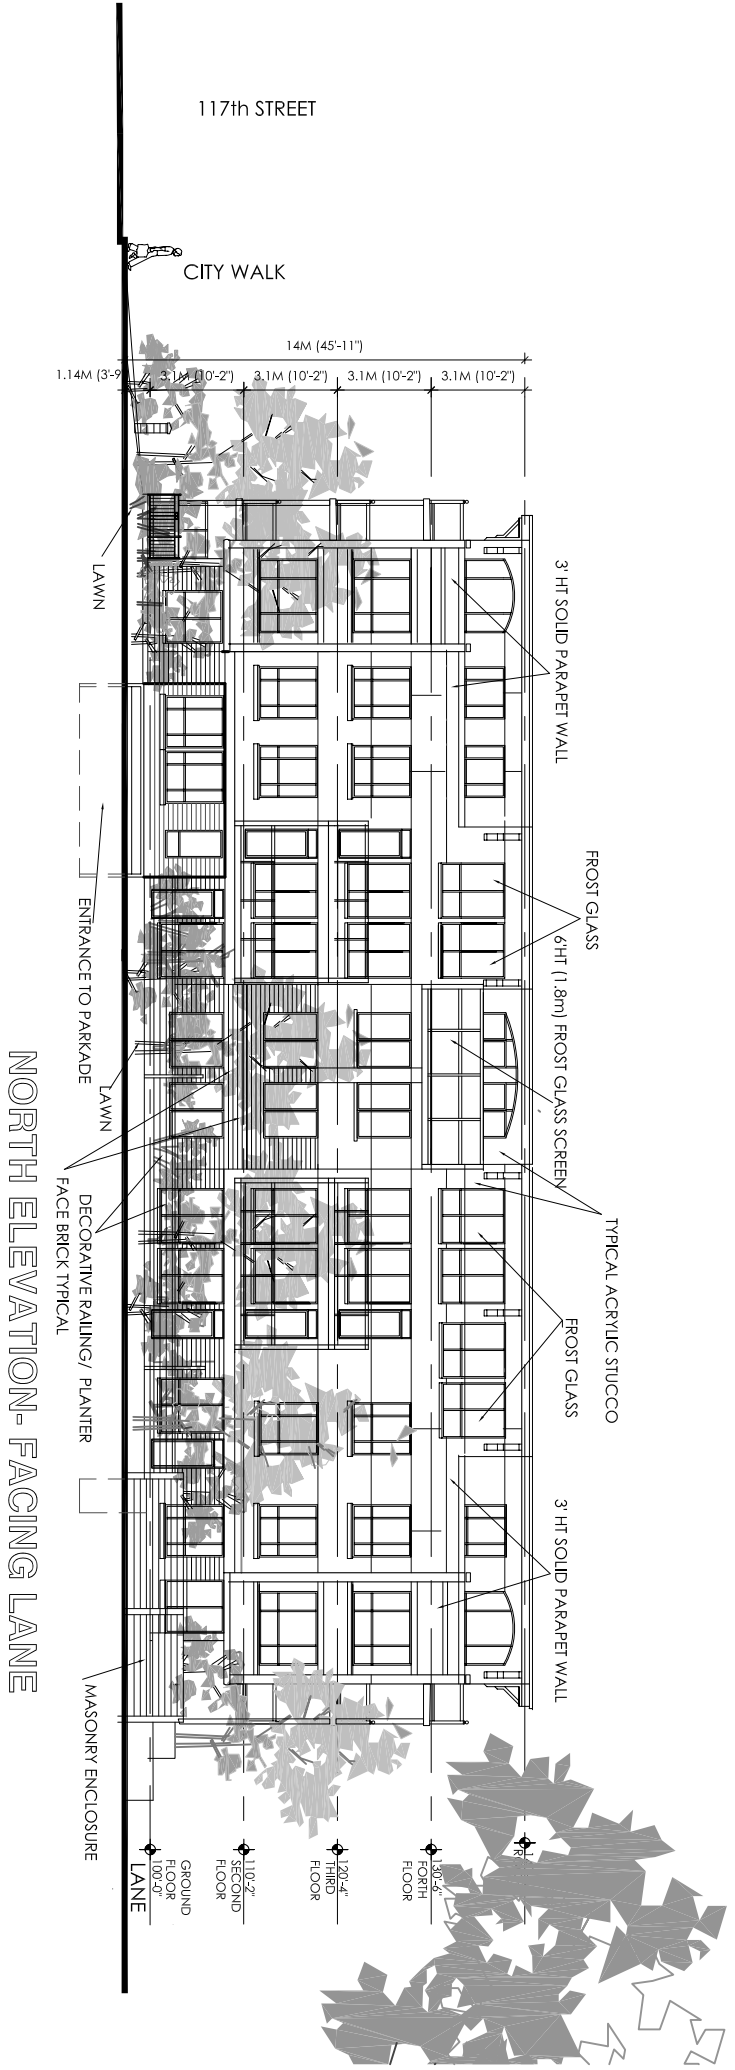 117th STREET
CITY WALK
14M (45'-11")
1.14M (3'-9
3.1M (10'-2")
3.1M (10'-2")
3.1M (10'-2")
3.1M (10'-2")
3' HT SOLID PARAPET WALL
FROST GLASS
6'HT (1.8m) FROST GLASS SCREEN
TYPICAL ACRYLIC STUCCO
FROST GLASS
3' HT SOLID PARAPET WALL
130'-6"
FORTH
FLOOR
120'-4"
THIRD
FLOOR
110'-2"
SECOND
FLOOR
GROUND
FLOOR
100'-0"
LANE
LAWN
ENTRANCE TO PARKADE
LAWN
FACE BRICK TYPICAL
DECORATIVE RAILING/ PLANTER
MASONRY ENCLOSURE
NORTH ELEVATION- FACING LANE